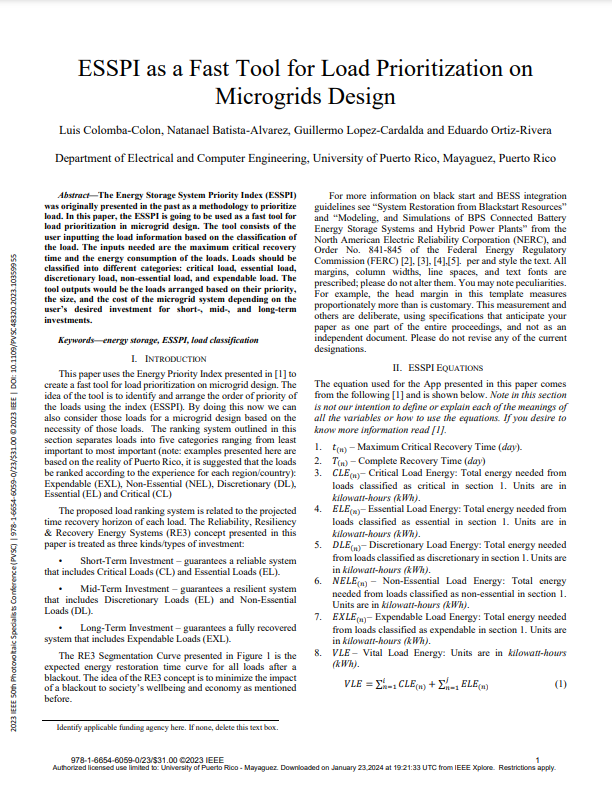 ESSPI as a Fast Tool for Load Prioritization on
Microgrids Design
Luis Colomba-Colon, Natanael Batista-Alvarez, Guillermo Lopez-Cardalda and Eduardo Ortiz-Rivera
Department of Electrical and Computer Engineering, University of Puerto Rico, Mayaguez, Puerto Rico
Abstract—The Energy Storage System Priority Index (ESSPI)
was originally presented in the past as a methodology to prioritize
load. In this paper, the ESSPI is going to be used as a fast tool for
load prioritization in microgrid design. The tool consists of the
user inputting the load information based on the classification of
the load. The inputs needed are the maximum critical recovery
time and the energy consumption of the loads. Loads should be
classified into different categories: critical load, essential load,
discretionary load, non-essential load, and expendable load. The
tool outputs would be the loads arranged based on their priority,
the size, and the cost of the microgrid system depending on the
user's desired investment for short-, mid-, and long-term
investments.
Keywords—energy storage, ESSPI, load classification
I. INTRODUCTION
This paper uses the Energy Priority Index presented in [1] to
create a fast tool for load prioritization on microgrid design. The
idea of the tool is to identify and arrange the order of priority of
the loads using the index (ESSPI). By doing this now we can
also consider those loads for a microgrid design based on the
necessity of those loads. The ranking system outlined in this
section separates loads into five categories ranging from least
important to most important (note: examples presented here are
based on the reality of Puerto Rico, it is suggested that the loads
be ranked according to the experience for each region/country):
Expendable (EXL), Non-Essential (NEL), Discretionary (DL),
Essential (EL) and Critical (CL)
The proposed load ranking system is related to the projected
time recovery horizon of each load. The Reliability, Resiliency
& Recovery Energy Systems (RE3) concept presented in this
paper is treated as three kinds/types of investment:
• Short-Term Investment – guarantees a reliable system
that includes Critical Loads (CL) and Essential Loads (EL).
• Mid-Term Investment – guarantees a resilient system
that includes Discretionary Loads (EL) and Non-Essential
Loads (DL).
• Long-Term Investment – guarantees a fully recovered
system that includes Expendable Loads (EXL).
The RE3 Segmentation Curve presented in Figure 1 is the
expected energy restoration time curve for all loads after a
blackout. The idea of the RE3 concept is to minimize the impact
of a blackout to society's wellbeing and economy as mentioned
before.
Identify applicable funding agency here. If none, delete this text box.
For more information on black start and BESS integration
guidelines see “System Restoration from Blackstart Resources”
and “Modeling, and Simulations of BPS Connected Battery
Energy Storage Systems and Hybrid Power Plants” from the
North American Electric Reliability Corporation (NERC), and
Order No. 841-845 of the Federal Energy Regulatory
Commission (FERC) [2], [3], [4],[5]. per and style the text. All
margins, column widths, line spaces, and text fonts are
prescribed; please do not alter them. You may note peculiarities.
For example, the head margin in this template measures
proportionately more than is customary. This measurement and
others are deliberate, using specifications that anticipate your
paper as one part of the entire proceedings, and not as an
independent document. Please do not revise any of the current
designations.
II. ESSPI EQUATIONS
The equation used for the App presented in this paper comes
from the following [1] and is shown below. Note in this section
is not our intention to define or explain each of the meanings of
all the variables or how to use the equations. If you desire to
know more information read [1].
1. t(n) – Maximum Critical Recovery Time (day).
2. T(n) – Complete Recovery Time (day)
3. CLE(n) – Critical Load Energy: Total energy needed from
loads classified as critical in section 1. Units are in
kilowatt-hours (kWh).
4. ELE(n) – Essential Load Energy: Total energy needed from
loads classified as essential in section 1. Units are in
kilowatt-hours (kWh).
5. DLE(n) – Discretionary Load Energy: Total energy needed
from loads classified as discretionary in section 1. Units are
in kilowatt-hours (kWh).
6. NELE(n) – Non-Essential Load Energy: Total energy
needed from loads classified as non-essential in section 1.
Units are in kilowatt-hours (kWh).
7. EXLE(n) – Expendable Load Energy: Total energy needed
from loads classified as expendable in section 1. Units are
in kilowatt-hours (kWh).
8. VLE – Vital Load Energy: Units are in kilowatt-hours
(kWh).
VLE = ∑ⁱₙ₌₁ CLE(n) + ∑ʲₙ₌₁ ELE(n) (1)
2023 IEEE 50th Photovoltaic Specialists Conference (PVSC) | 978-1-6654-6059-0/23/$31.00 ©2023 IEEE | DOI: 10.1109/PVSC48320.2023.10359955
978-1-6654-6059-0/23/$31.00 ©2023 IEEE 1
Authorized licensed use limited to: University of Puerto Rico - Mayaguez. Downloaded on January 23,2024 at 19:21:33 UTC from IEEE Xplore. Restrictions apply.